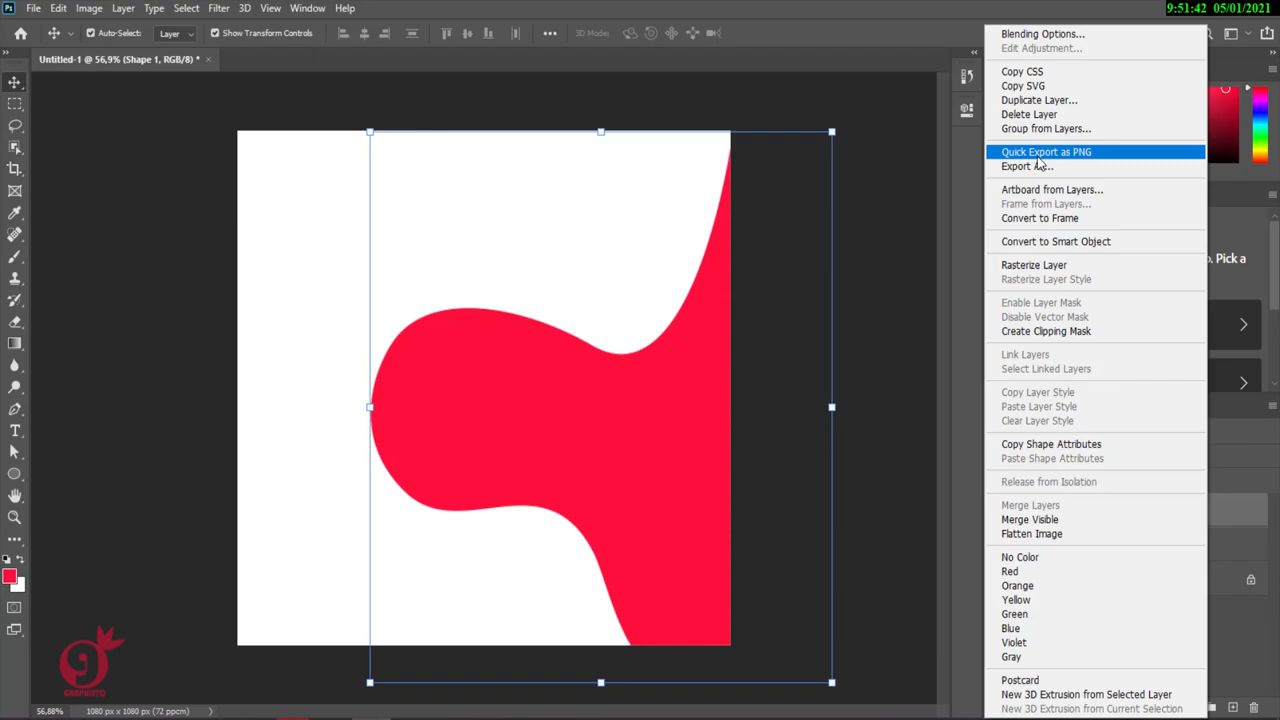 9:51:42 05/01/2021
Ps File Edit Image Layer Type Select Filter 3D View Window Help
Auto-Select: Layer Show Transform Controls 3D Mode:
Untitled-1 @ 56,9% (Shape 1, RGB/8) *
Blending Options...
Edit Adjustment...
Copy CSS
Copy SVG
Duplicate Layer...
Delete Layer
Group from Layers...
Quick Export as PNG
Export As...
Artboard from Layers...
Frame from Layers...
Convert to Frame
Convert to Smart Object
Rasterize Layer
Rasterize Layer Style
Enable Layer Mask
Disable Vector Mask
Create Clipping Mask
Link Layers
Select Linked Layers
Copy Layer Style
Paste Layer Style
Clear Layer Style
Copy Shape Attributes
Paste Shape Attributes
Release from Isolation
Merge Layers
Merge Visible
Flatten Image
No Color
Red
Orange
Yellow
Green
Blue
Violet
Gray
Postcard
New 3D Extrusion from Selected Layer
New 3D Extrusion from Current Selection
. Pick a
56,88% 1080 px x 1080 px (72 ppcm)